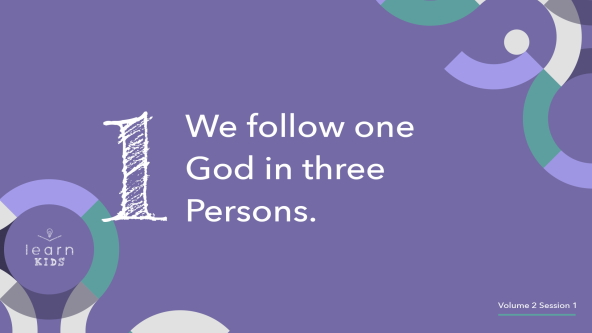 1
We follow one
God in three
Persons.
learn
KIDS
Volume 2 Session 1